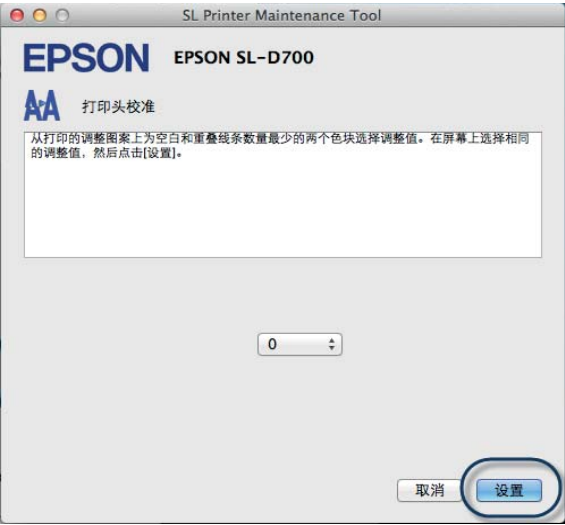 SL Printer Maintenance Tool
EPSON EPSON SL-D700
AA 打印头校准
从打印的调整图案上为空白和重叠线条数量最少的两个色块选择调整值。在屏幕上选择相同
的调整值，然后点击[设置]。
0
取消 设置